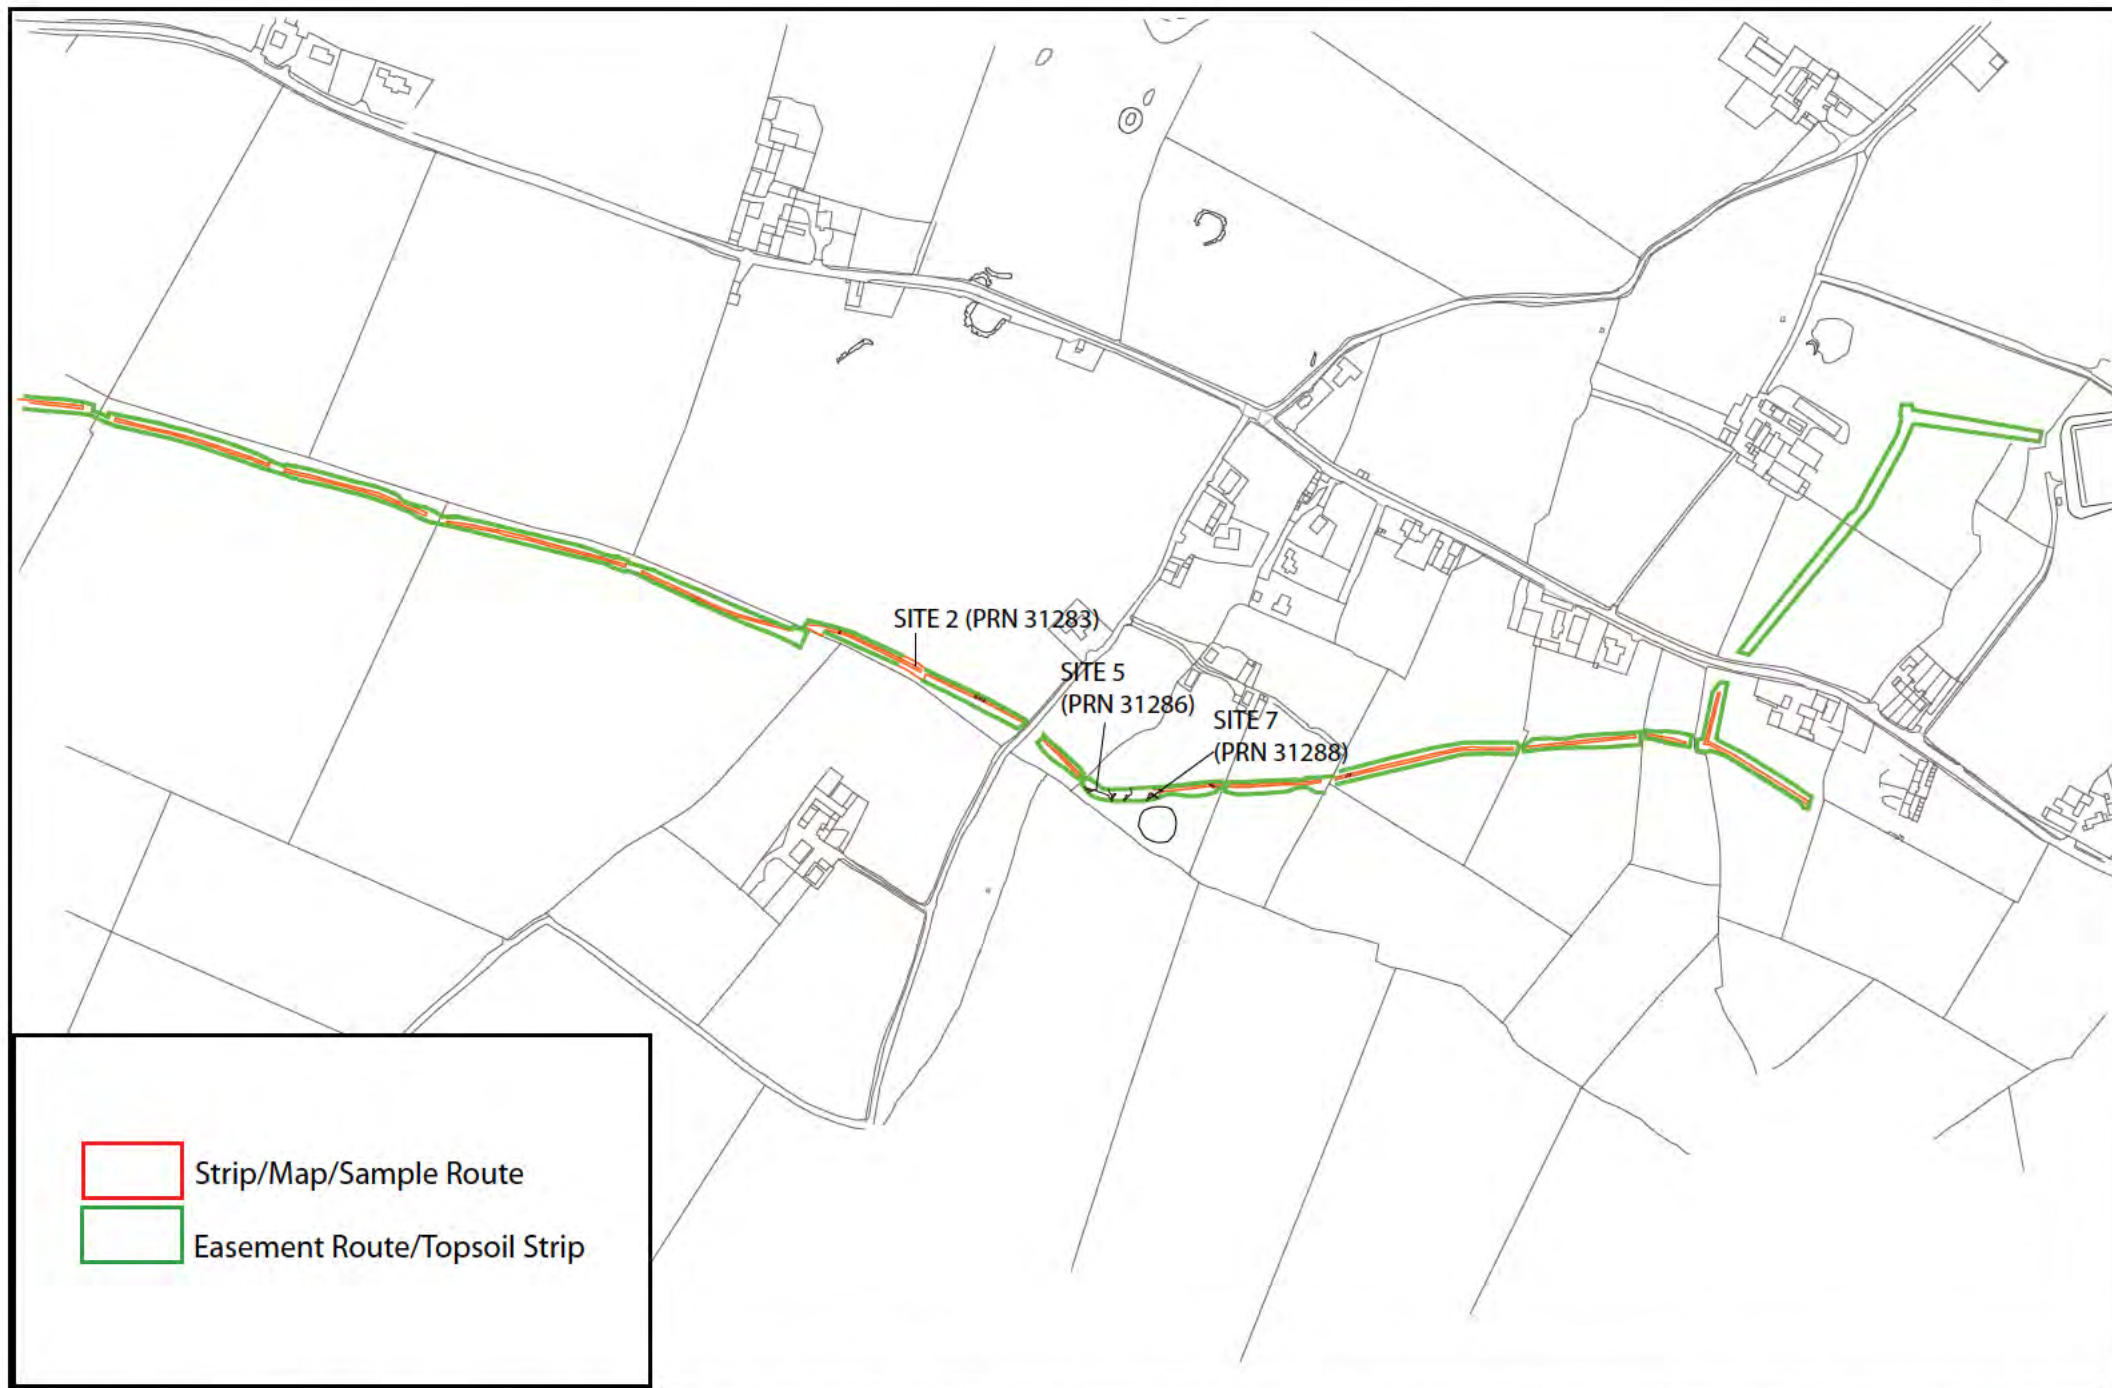 SITE 2 (PRN 31283)
SITE 5
(PRN 31286)
SITE 7
(PRN 31288)
Strip/Map/Sample Route
Easement Route/Topsoil Strip